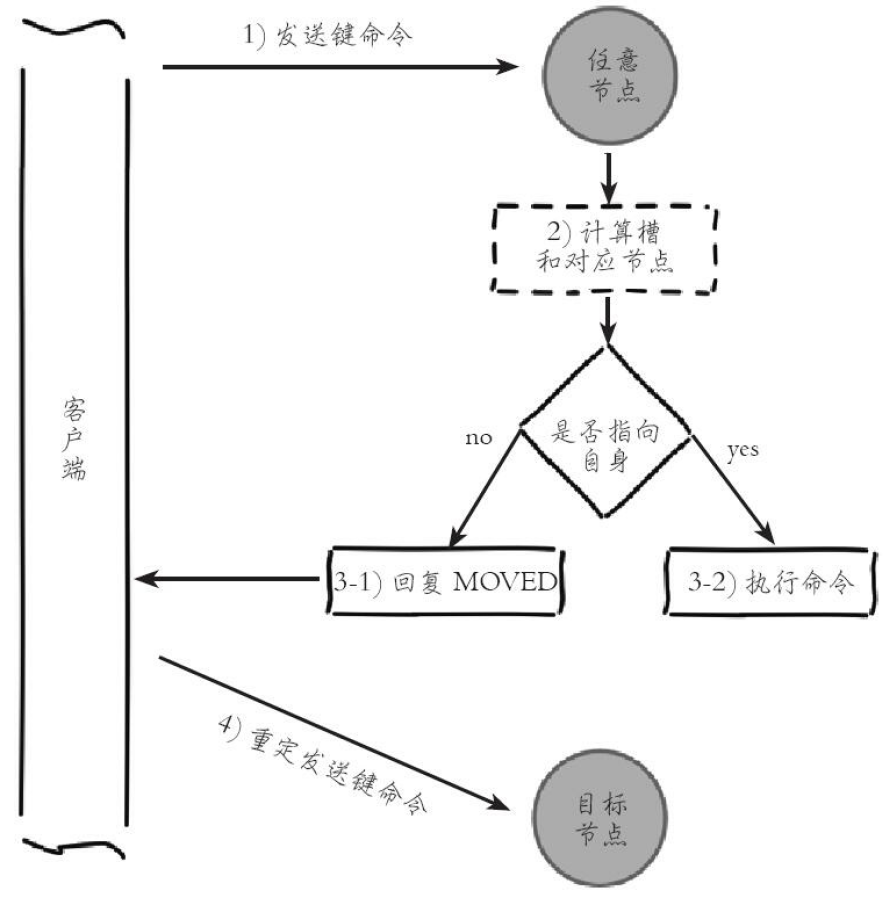 1) 发送键命令
任意
节点
2) 计算槽
和对应节点
客户端
是否指向
自身
no
yes
3-1) 回复 MOVED
3-2) 执行命令
4) 重定发送键命令
目标
节点